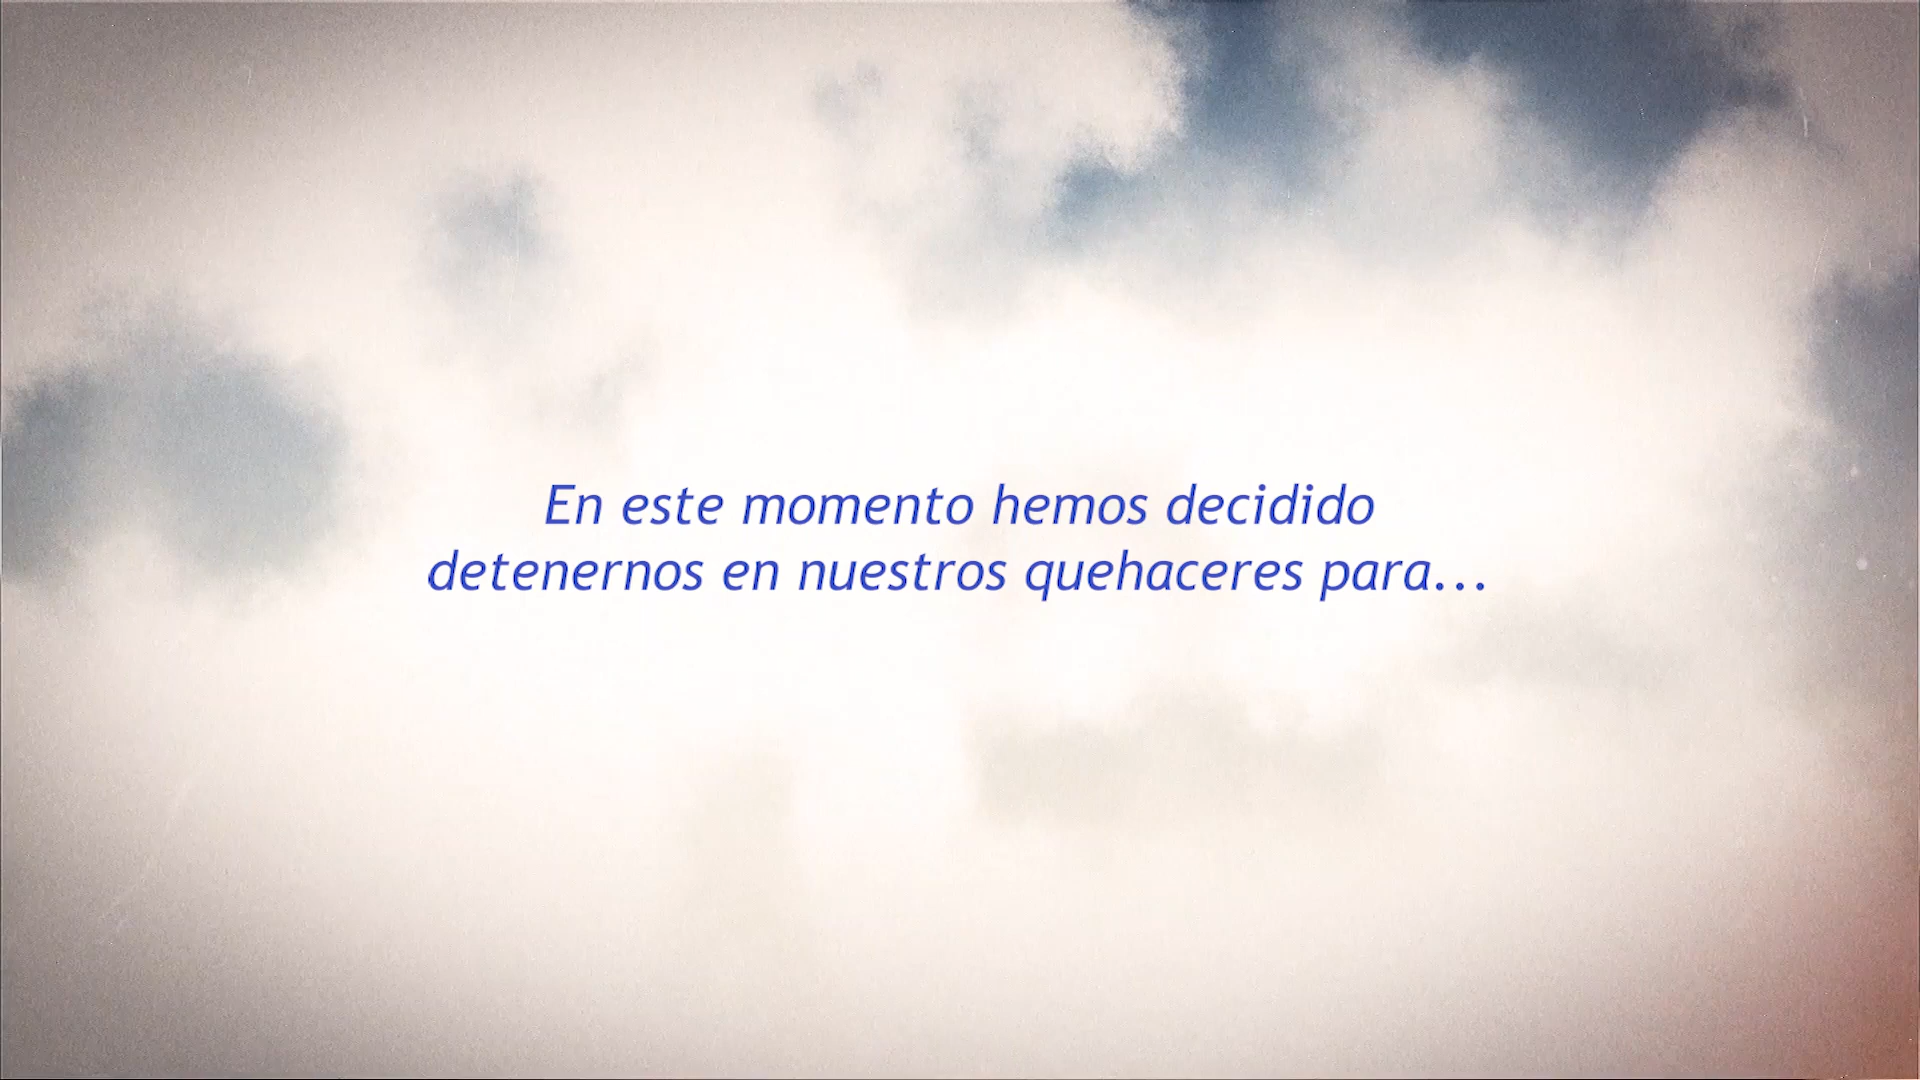 En este momento hemos decidido
detenernos en nuestros quehaceres para...